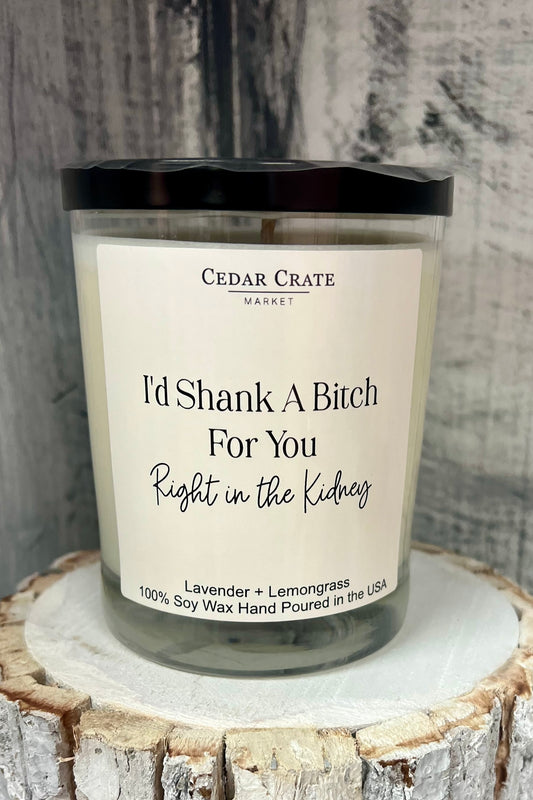 CEDAR CRATE
MARKET
I'd Shank A Bitch
For You
Right in the Kidney
Lavender + Lemongrass
100% Soy Wax Hand Poured in the USA